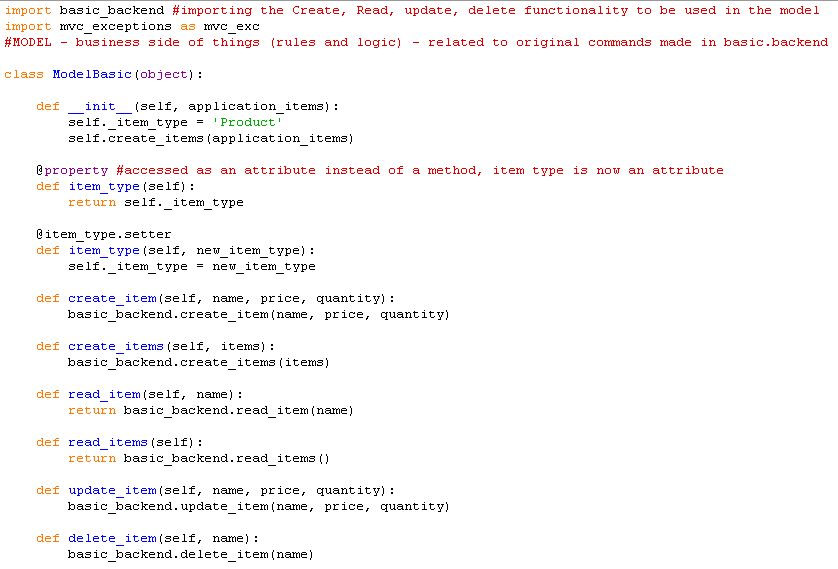 import basic_backend #importing the Create, Read, update, delete functionality to be used in the model
import mvc_exceptions as mvc_exc
#MODEL - business side of things (rules and logic) - related to original commands made in basic.backend

class ModelBasic(object):

    def __init__(self, application_items):
        self._item_type = 'Product'
        self.create_items(application_items)

    @property #accessed as an attribute instead of a method, item type is now an attribute
    def item_type(self):
        return self._item_type

    @item_type.setter
    def item_type(self, new_item_type):
        self._item_type = new_item_type

    def create_item(self, name, price, quantity):
        basic_backend.create_item(name, price, quantity)

    def create_items(self, items):
        basic_backend.create_items(items)

    def read_item(self, name):
        return basic_backend.read_item(name)

    def read_items(self):
        return basic_backend.read_items()

    def update_item(self, name, price, quantity):
        basic_backend.update_item(name, price, quantity)

    def delete_item(self, name):
        basic_backend.delete_item(name)